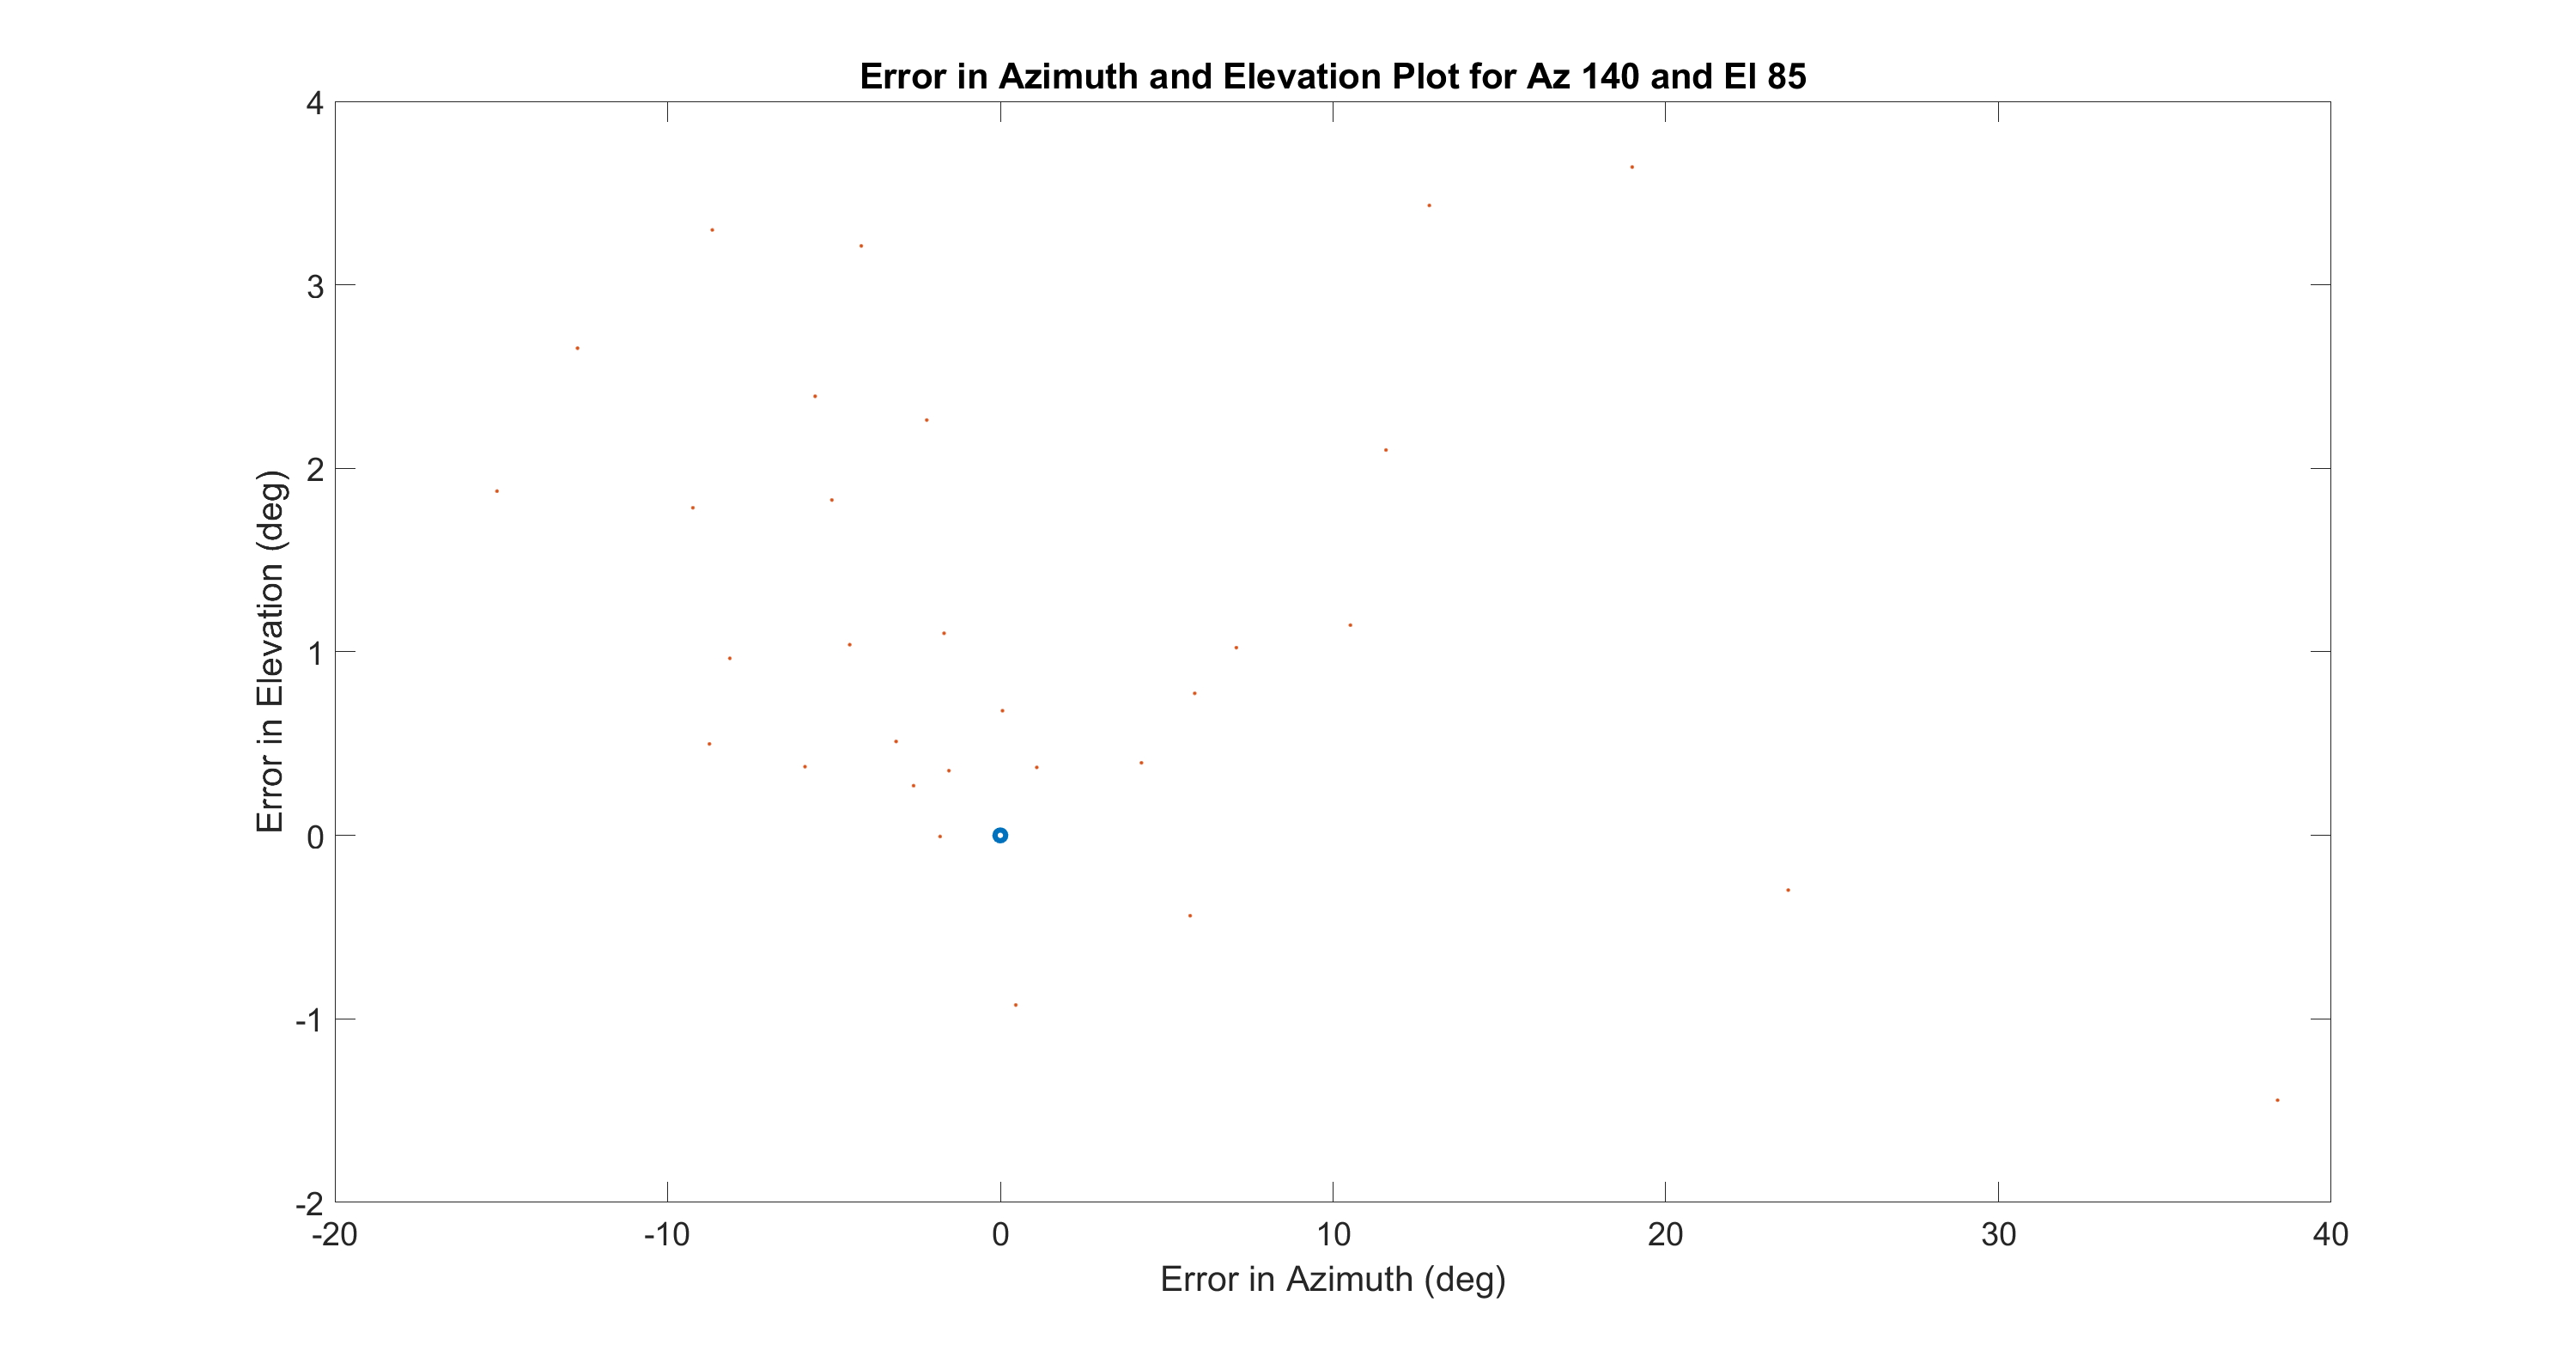 Error in Azimuth and Elevation Plot for Az 140 and El 85
4
3
2
1
0
-1
-2
Error in Elevation (deg)
-20 -10 0 10 20 30 40
Error in Azimuth (deg)